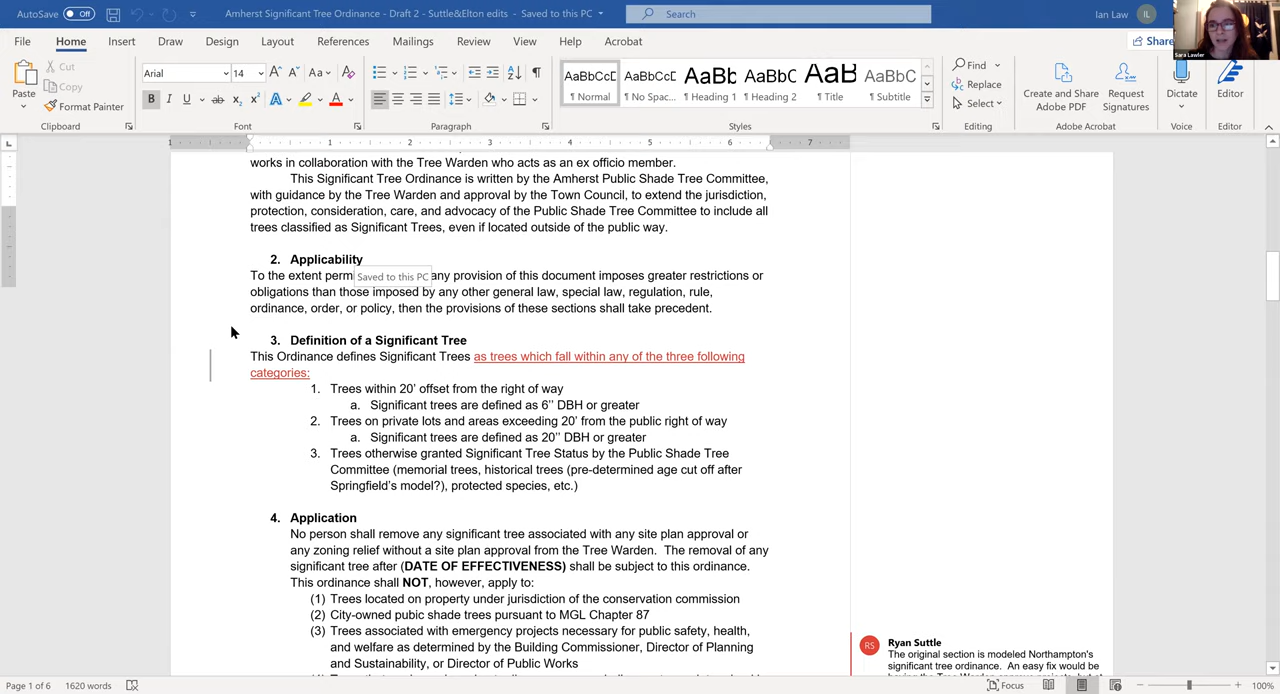 AutoSave Off Amherst Significant Tree Ordinance - Draft 2 - Suttle&Elton edits - Saved to this PC Search Ian Law IL
Sara Lawler
File Home Insert Draw Design Layout References Mailings Review View Help Acrobat Share
Paste Cut Copy Format Painter
Arial 14
AaBbCcD AaBbCcD AaBb( AaBbC AaB AaBbC
¶ Normal ¶ No Spac... ¶ Heading 1 ¶ Heading 2 ¶ Title ¶ Subtitle
Find Replace Select
Create and Share Adobe PDF Request Signatures Dictate Editor
Clipboard Font Paragraph Styles Editing Adobe Acrobat Voice Editor
1 1 2 3 4 5 6 7
works in collaboration with the Tree Warden who acts as an ex officio member.
This Significant Tree Ordinance is written by the Amherst Public Shade Tree Committee,
with guidance by the Tree Warden and approval by the Town Council, to extend the jurisdiction,
protection, consideration, care, and advocacy of the Public Shade Tree Committee to include all
trees classified as Significant Trees, even if located outside of the public way.
2. Applicability
To the extent perm any provision of this document imposes greater restrictions or
Saved to this PC
obligations than those imposed by any other general law, special law, regulation, rule,
ordinance, order, or policy, then the provisions of these sections shall take precedent.
3. Definition of a Significant Tree
This Ordinance defines Significant Trees as trees which fall within any of the three following
categories:
1. Trees within 20' offset from the right of way
a. Significant trees are defined as 6'' DBH or greater
2. Trees on private lots and areas exceeding 20' from the public right of way
a. Significant trees are defined as 20'' DBH or greater
3. Trees otherwise granted Significant Tree Status by the Public Shade Tree
Committee (memorial trees, historical trees (pre-determined age cut off after
Springfield's model?), protected species, etc.)
4. Application
No person shall remove any significant tree associated with any site plan approval or
any zoning relief without a site plan approval from the Tree Warden. The removal of any
significant tree after (DATE OF EFFECTIVENESS) shall be subject to this ordinance.
This ordinance shall NOT, however, apply to:
(1) Trees located on property under jurisdiction of the conservation commission
(2) City-owned pubic shade trees pursuant to MGL Chapter 87
(3) Trees associated with emergency projects necessary for public safety, health,
and welfare as determined by the Building Commissioner, Director of Planning
and Sustainability, or Director of Public Works
RS Ryan Suttle
The original section is modeled Northampton's
significant tree ordinance. An easy fix would be
Page 1 of 6 1620 words Focus 100%